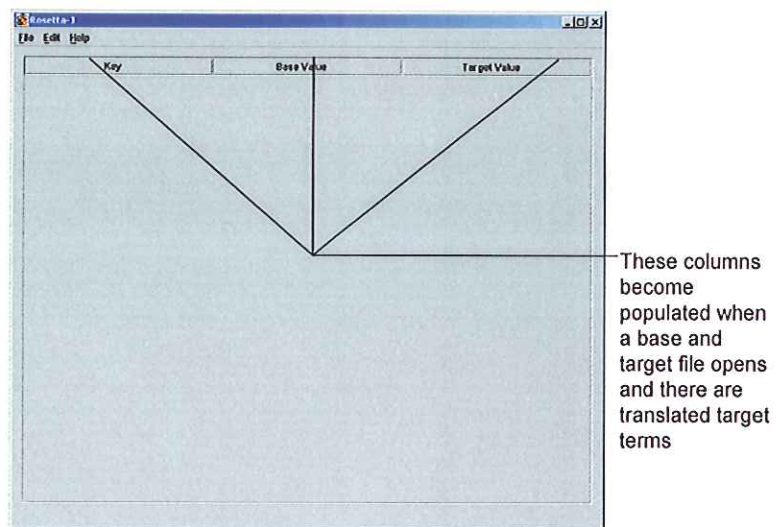 Rosetta-1
File Edit Help
Key Base Value Target Value
These columns
become
populated when
a base and
target file opens
and there are
translated target
terms